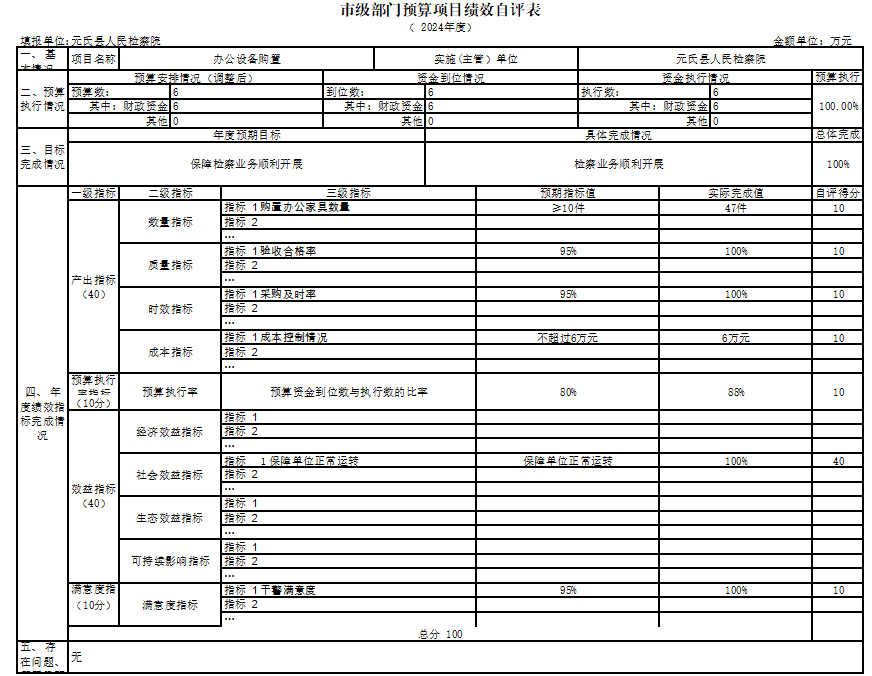 市级部门预算项目绩效自评表
（ 2024年度）
填报单位:元氏县人民检察院 金额单位：万元
一、 基 项目名称 办公设备购置 实施(主管）单位 元氏县人民检察院
预算安排情况（调整后） 资金到位情况 资金执行情况 预算执行
二、预算执行情况 预算数： 6 到位数： 6 执行数： 6 100.00%
其中：财政资金 6 其中：财政资金 6 其中：财政资金 6
其他 0 其他 0 其他 0
三、目标完成情况 年度预期目标 具体完成情况 总体完成
保障检察业务顺利开展 检察业务顺利开展 100%
四、 年度绩效指标完成情况 一级指标 二级指标 三级指标 预期指标值 实际完成值 自评得分
产出指标（40） 数量指标 指标 1购置办公家具数量 ≥10件 47件 10
指标 2
…
质量指标 指标 1验收合格率 95% 100% 10
指标 2
…
时效指标 指标 1采购及时率 95% 100% 10
指标 2
…
成本指标 指标 1成本控制情况 不超过6万元 6万元 10
指标 2
…
预算执行率指标（10分） 预算执行率 预算资金到位数与执行数的比率 80% 88% 10
效益指标（40） 经济效益指标 指标 1
指标 2
…
社会效益指标 指标 1保障单位正常运转 保障单位正常运转 100% 40
指标 2
…
生态效益指标 指标 1
指标 2
…
可持续影响指标 指标 1
指标 2
…
满意度指（10分） 满意度指标 指标 1干警满意度 95% 100% 10
指标 2
…
总分 100
五、 存在问题、 无